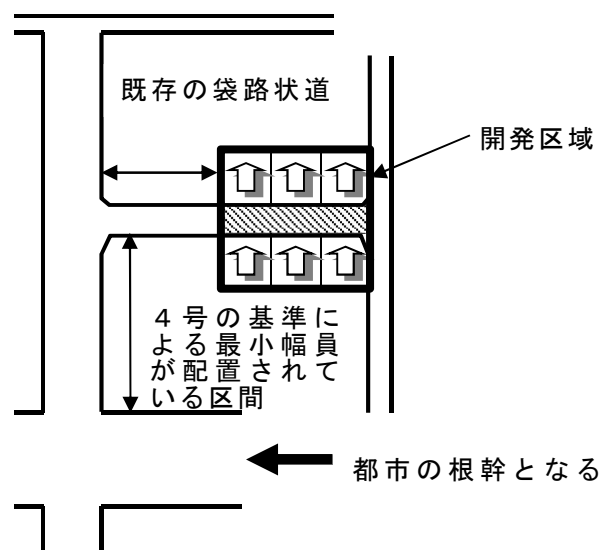 既存の袋路状道
開発区域
４号の基準に
よる最小幅員
が配置されて
いる区間
都市の根幹となる